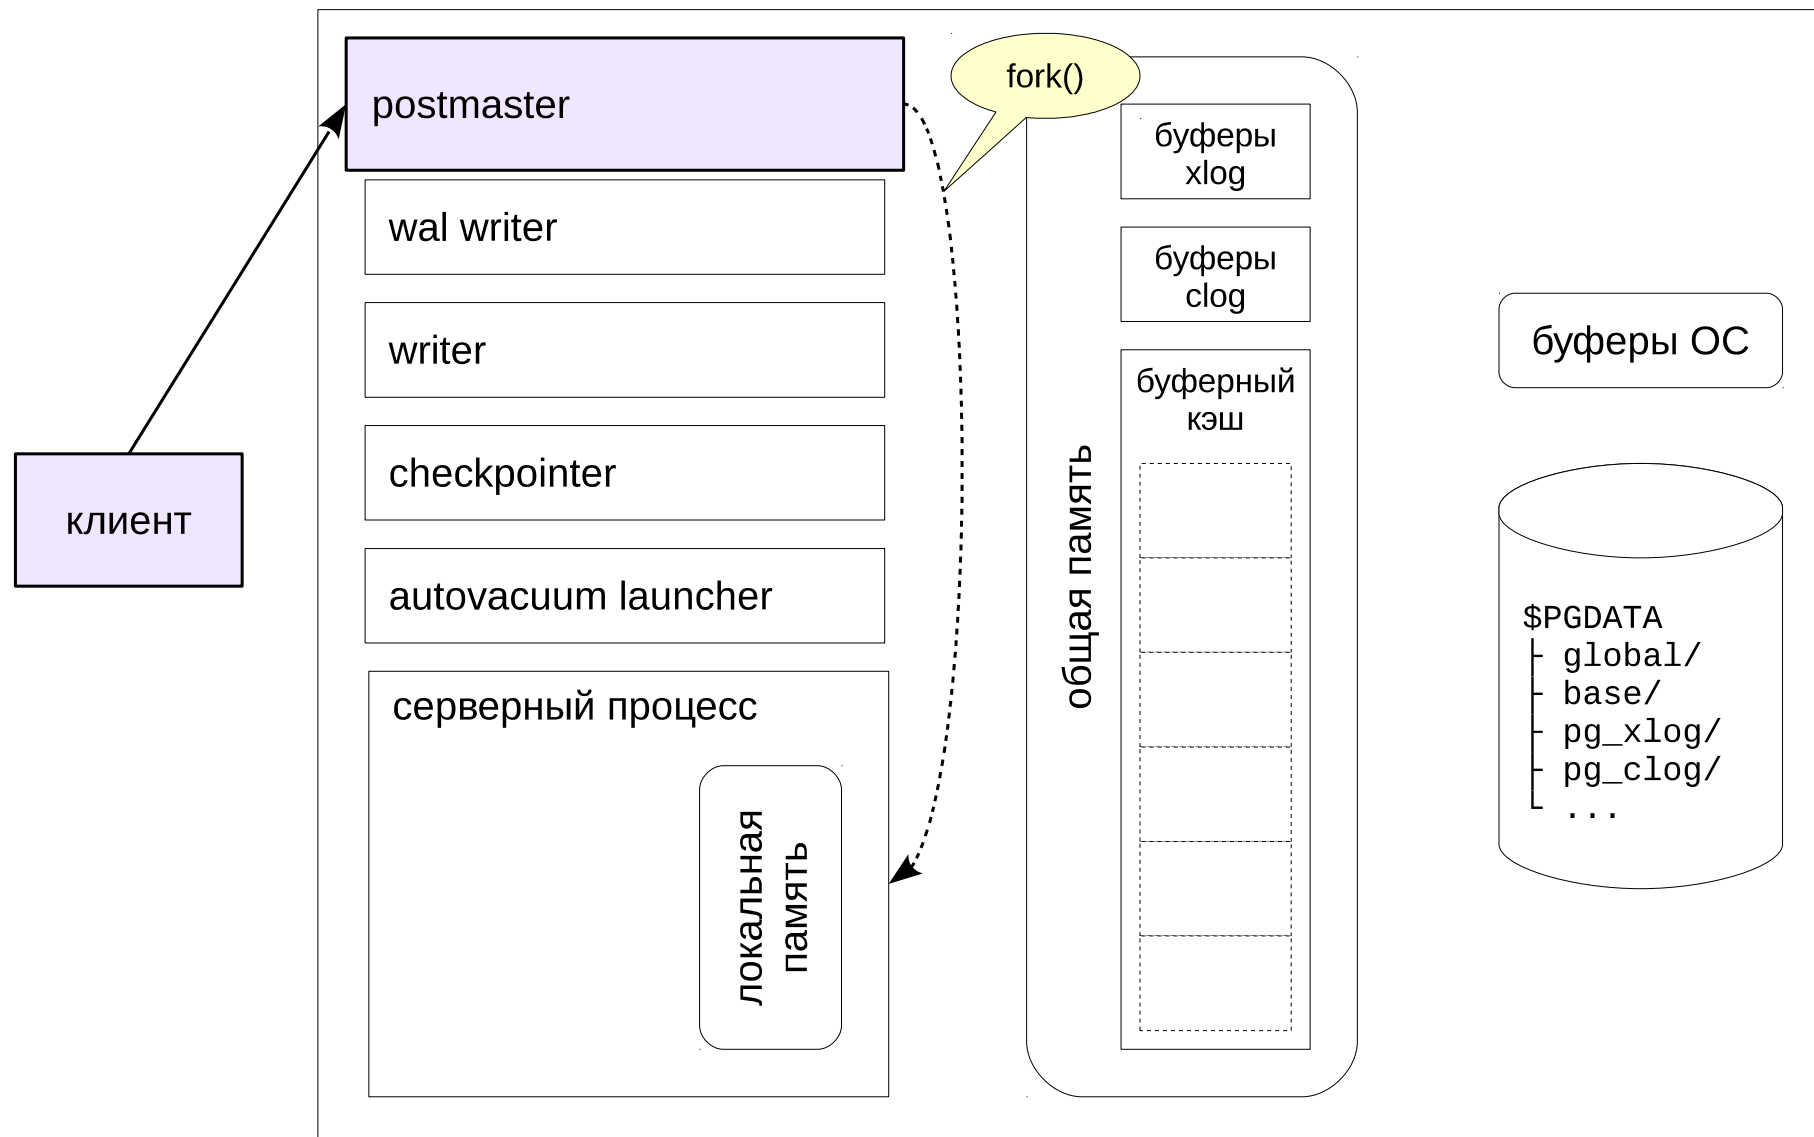 клиент
postmaster
wal writer
writer
checkpointer
autovacuum launcher
серверный процесс
локальная
память
fork()
общая память
буферы
xlog
буферы
clog
буферный
кэш
буферы ОС
$PGDATA
├ global/
├ base/
├ pg_xlog/
├ pg_clog/
└ ...